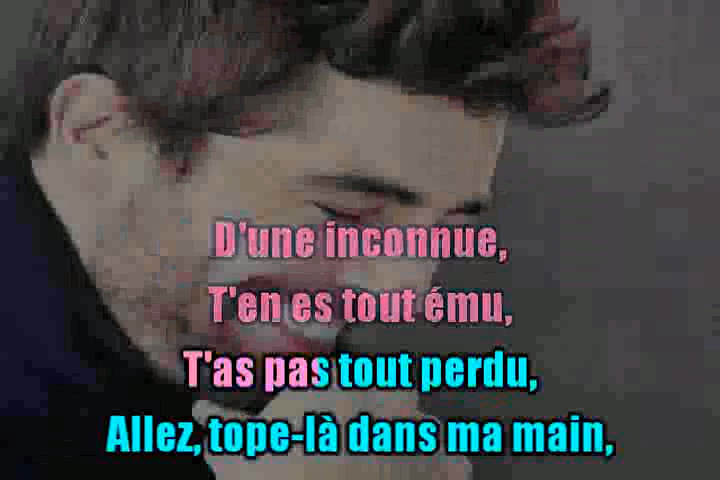 D'une inconnue,
T'en es tout ému,
T'as pas tout perdu,
Allez, tope-là dans ma main,